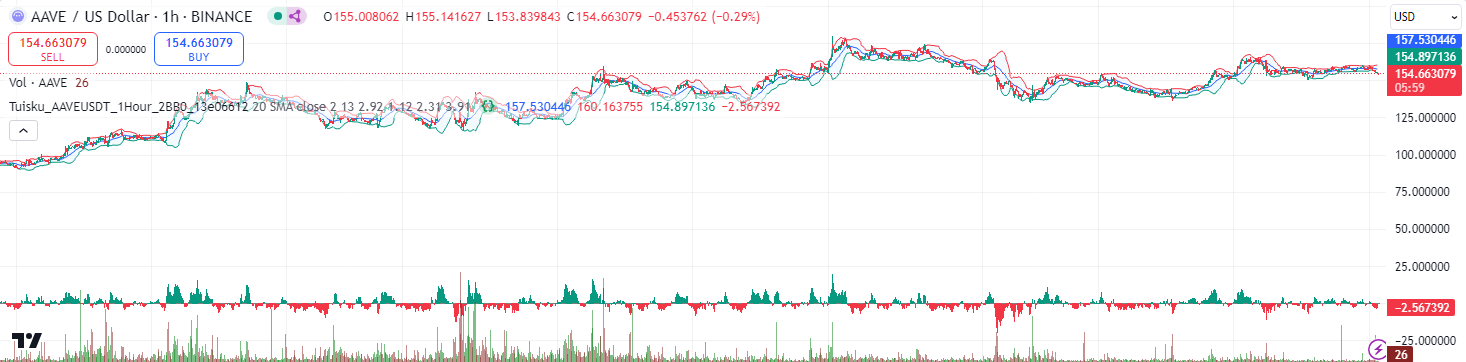 AAVE / US Dollar · 1h · BINANCE O155.008062 H155.141627 L153.839843 C154.663079 −0.453762 (−0.29%)
USD
154.663079 SELL
0.000000
154.663079 BUY
Vol · AAVE 26
Tuisku_AAVEUSDT_1Hour_2BB0_13e06612 20 SMA close 2 13 2.92 1.12 2.31 3.91 157.530446 160.163755 154.897136 −2.567392
157.530446
154.897136
154.663079
05:59
125.000000
100.000000
75.000000
50.000000
25.000000
−2.567392
−25.000000
26